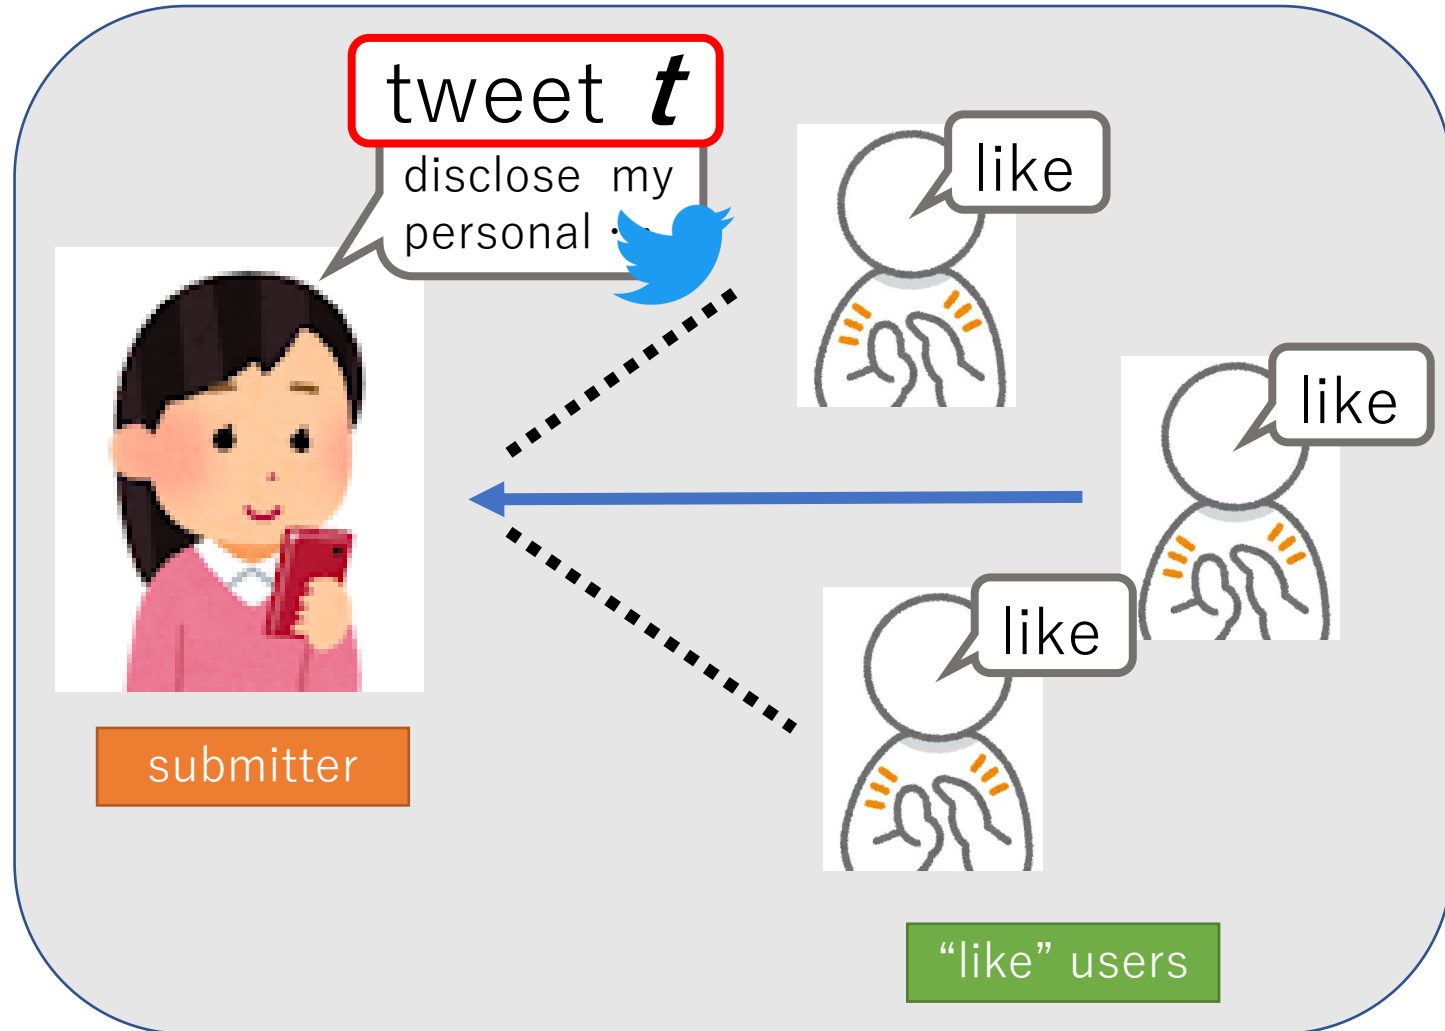 tweet t
disclose my
personal
like
like
like
submitter
“like” users